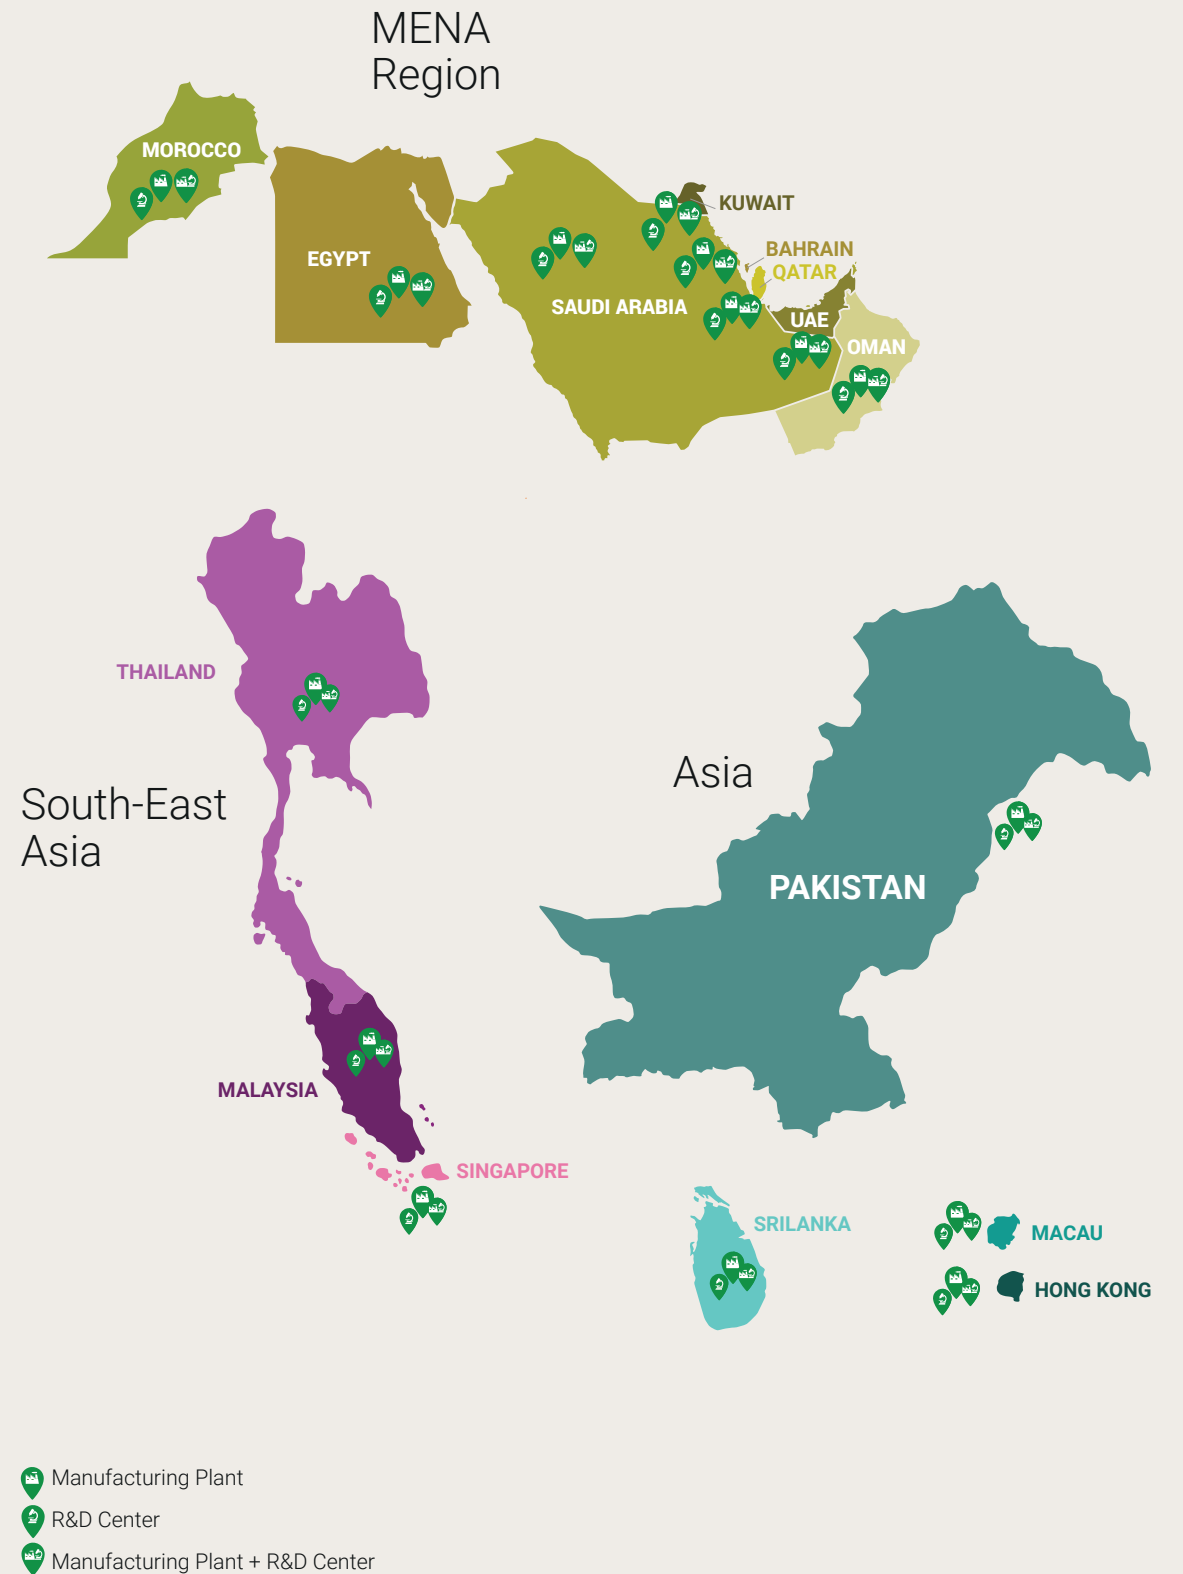 MENA
Region
MOROCCO
EGYPT
SAUDI ARABIA
KUWAIT
BAHRAIN
QATAR
UAE
OMAN
THAILAND
South-East
Asia
MALAYSIA
SINGAPORE
Asia
PAKISTAN
SRILANKA
MACAU
HONG KONG
Manufacturing Plant
R&D Center
Manufacturing Plant + R&D Center